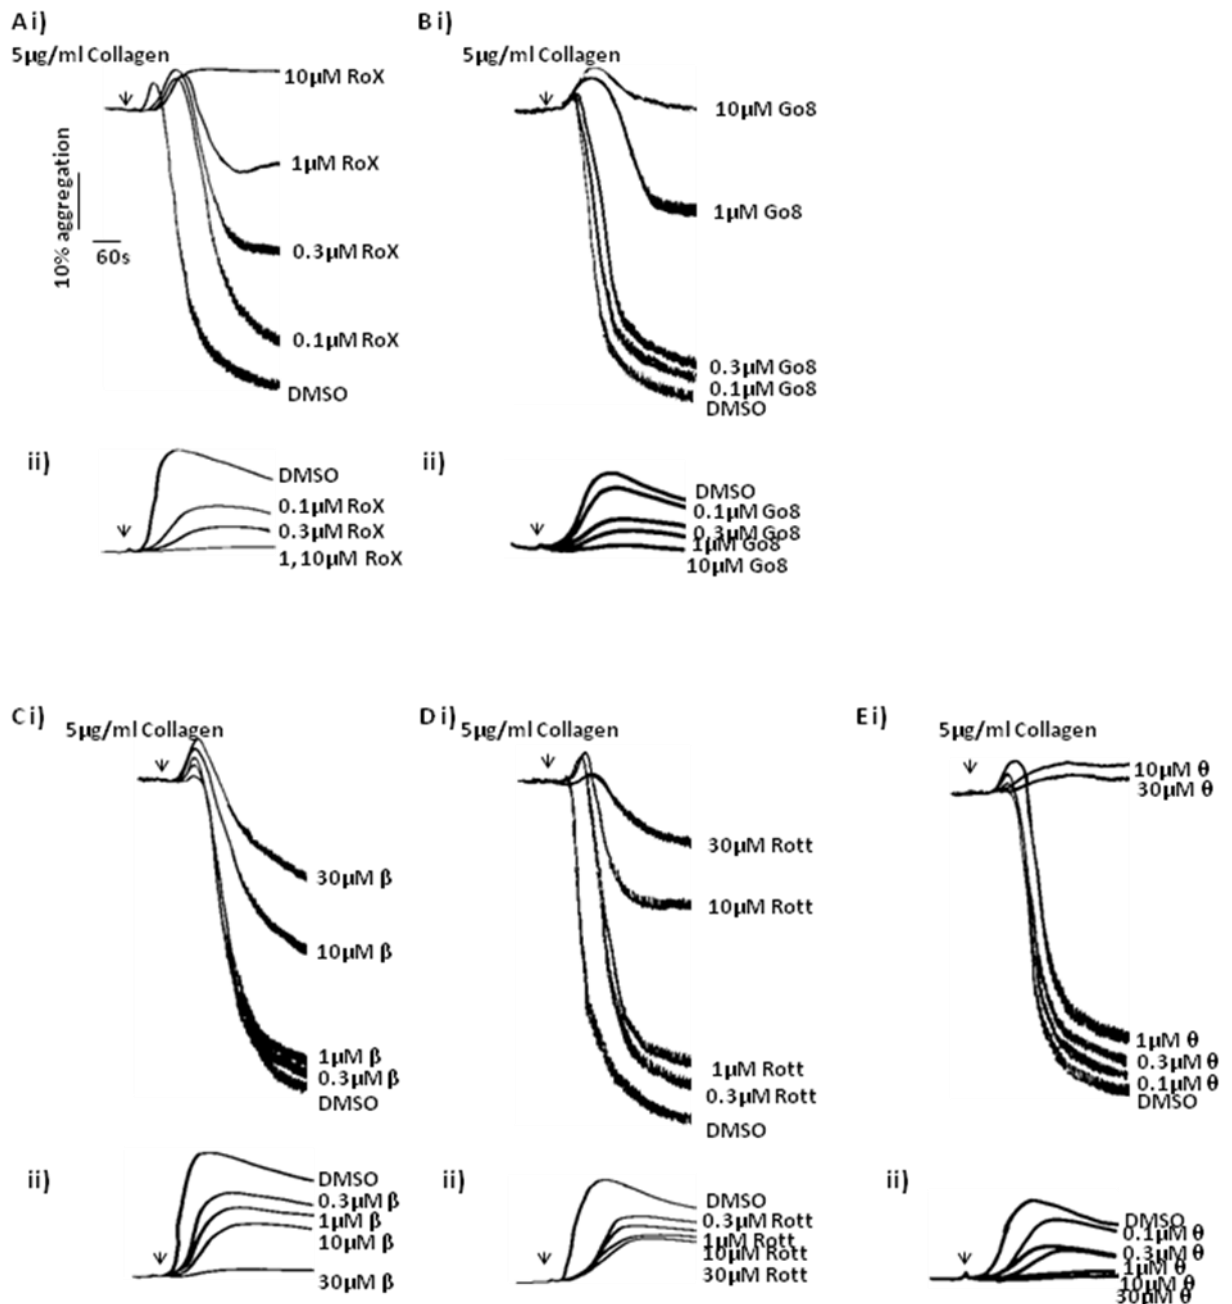 A i)
5µg/ml Collagen
10µM RoX
1µM RoX
0.3µM RoX
0.1µM RoX
DMSO
10% aggregation
60s
B i)
5µg/ml Collagen
10µM Go8
1µM Go8
0.3µM Go8
0.1µM Go8
DMSO
ii)
DMSO
0.1µM RoX
0.3µM RoX
1,10µM RoX
ii)
DMSO
0.1µM Go8
0.3µM Go8
1µM Go8
10µM Go8
C i)
5µg/ml Collagen
30µM β
10µM β
1µM β
0.3µM β
DMSO
D i)
5µg/ml Collagen
30µM Rott
10µM Rott
1µM Rott
0.3µM Rott
DMSO
E i)
5µg/ml Collagen
10µM θ
30µM θ
1µM θ
0.3µM θ
0.1µM θ
DMSO
ii)
DMSO
0.3µM β
1µM β
10µM β
30µM β
ii)
DMSO
0.3µM Rott
1µM Rott
10µM Rott
30µM Rott
ii)
DMSO
0.1µM θ
0.3µM θ
1µM θ
10µM θ
30µM θ